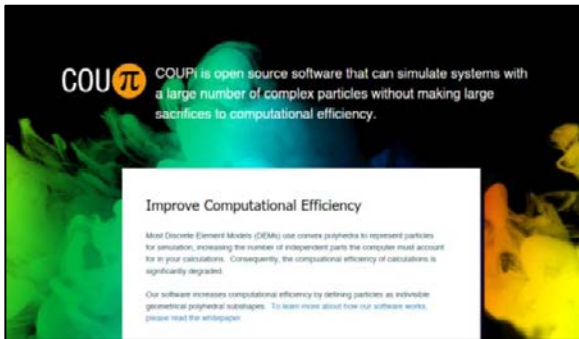 COUπ
COUPi is open source software that can simulate systems with
a large number of complex particles without making large
sacrifices to computational efficiency.
Improve Computational Efficiency
Most Discrete Element Models (DEMs) use convex polyhedra to represent particles
for simulation, increasing the number of independent parts the computer must account
for in your calculations. Consequently, the compuational efficiency of calculations is
significantly degraded.
Our software increases computational efficiency by defining particles as indivisible
geometrical polyhedral subshapes. To learn more about how our software works,
please read the whitepaper